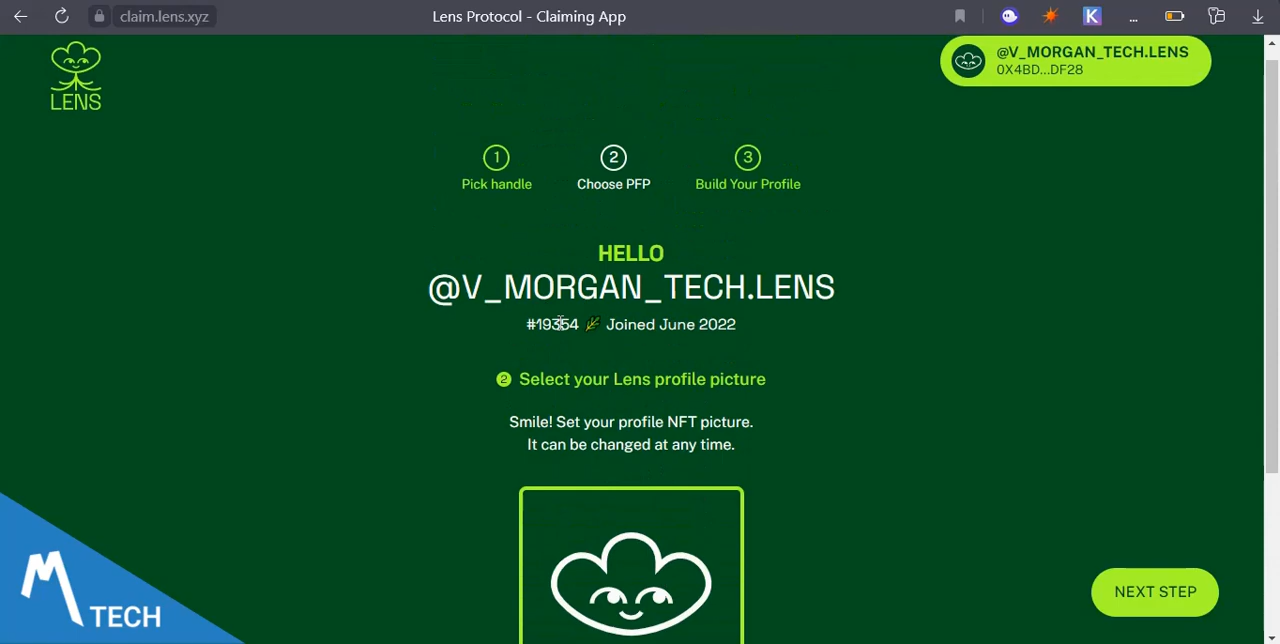 claim.lens.xyz
Lens Protocol - Claiming App
K
...
LENS
@V_MORGAN_TECH.LENS
0X4BD...DF28
1
2
3
Pick handle
Choose PFP
Build Your Profile
HELLO
@V_MORGAN_TECH.LENS
#19354 Joined June 2022
2 Select your Lens profile picture
Smile! Set your profile NFT picture.
It can be changed at any time.
NEXT STEP
M TECH